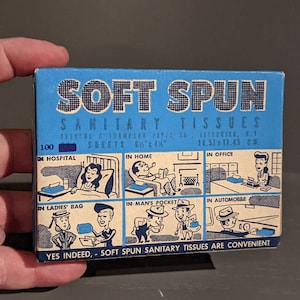 SOFT SPUN
SANITARY TISSUES
SHEETS
100
IN HOSPITAL
IN HOME
IN OFFICE
IN LADIES' BAG
IN MAN'S POCKET
IN AUTOMOBILE
YES INDEED,- SOFT SPUN SANITARY TISSUES ARE CONVENIENT